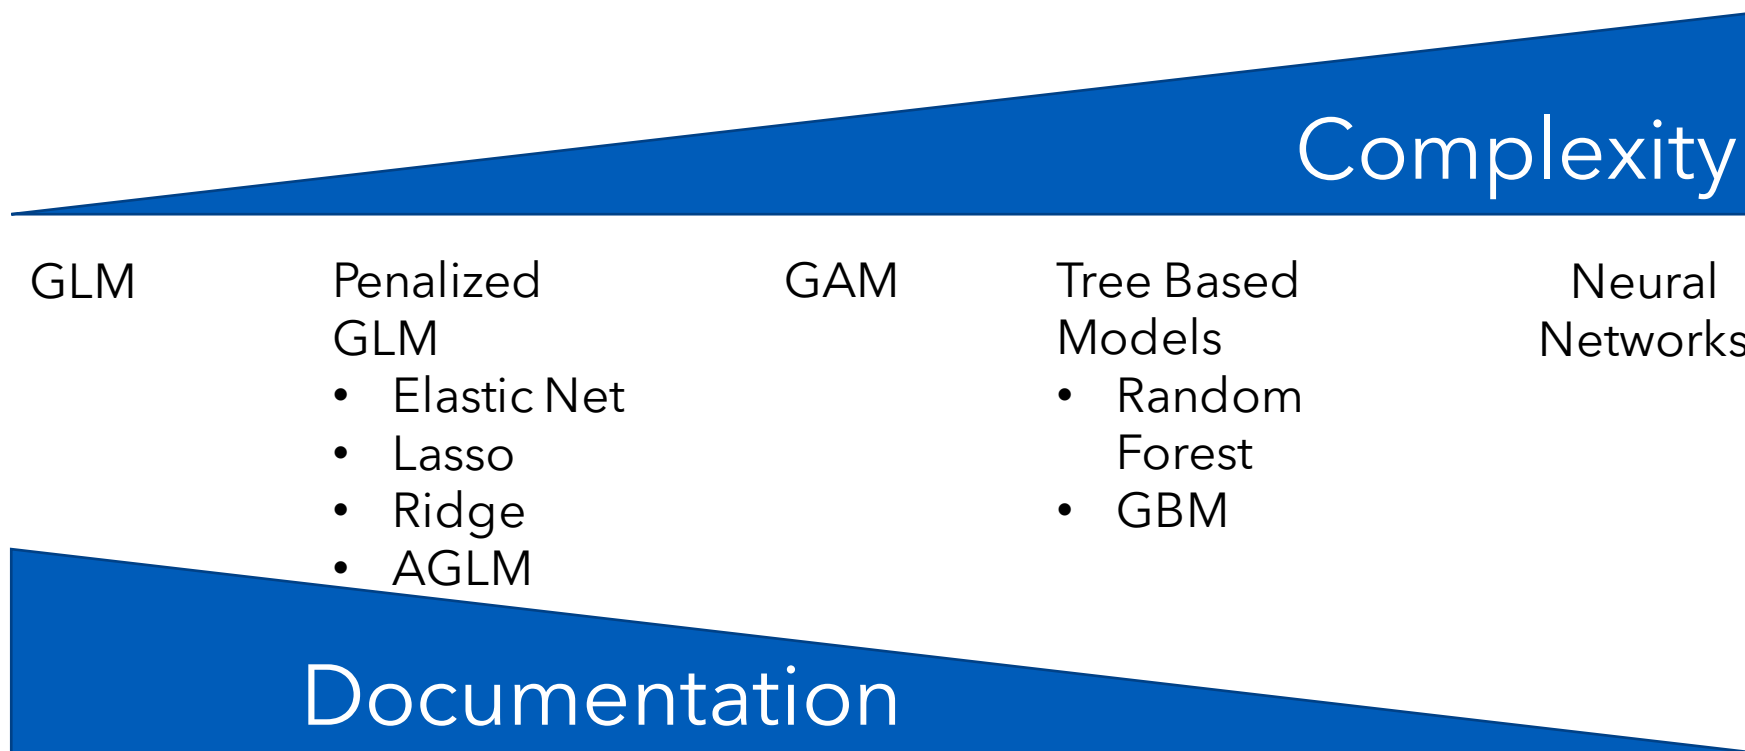 Complexity
GLM
Penalized
GLM
• Elastic Net
• Lasso
• Ridge
• AGLM
GAM
Tree Based
Models
• Random
Forest
• GBM
Neural
Networks
Documentation